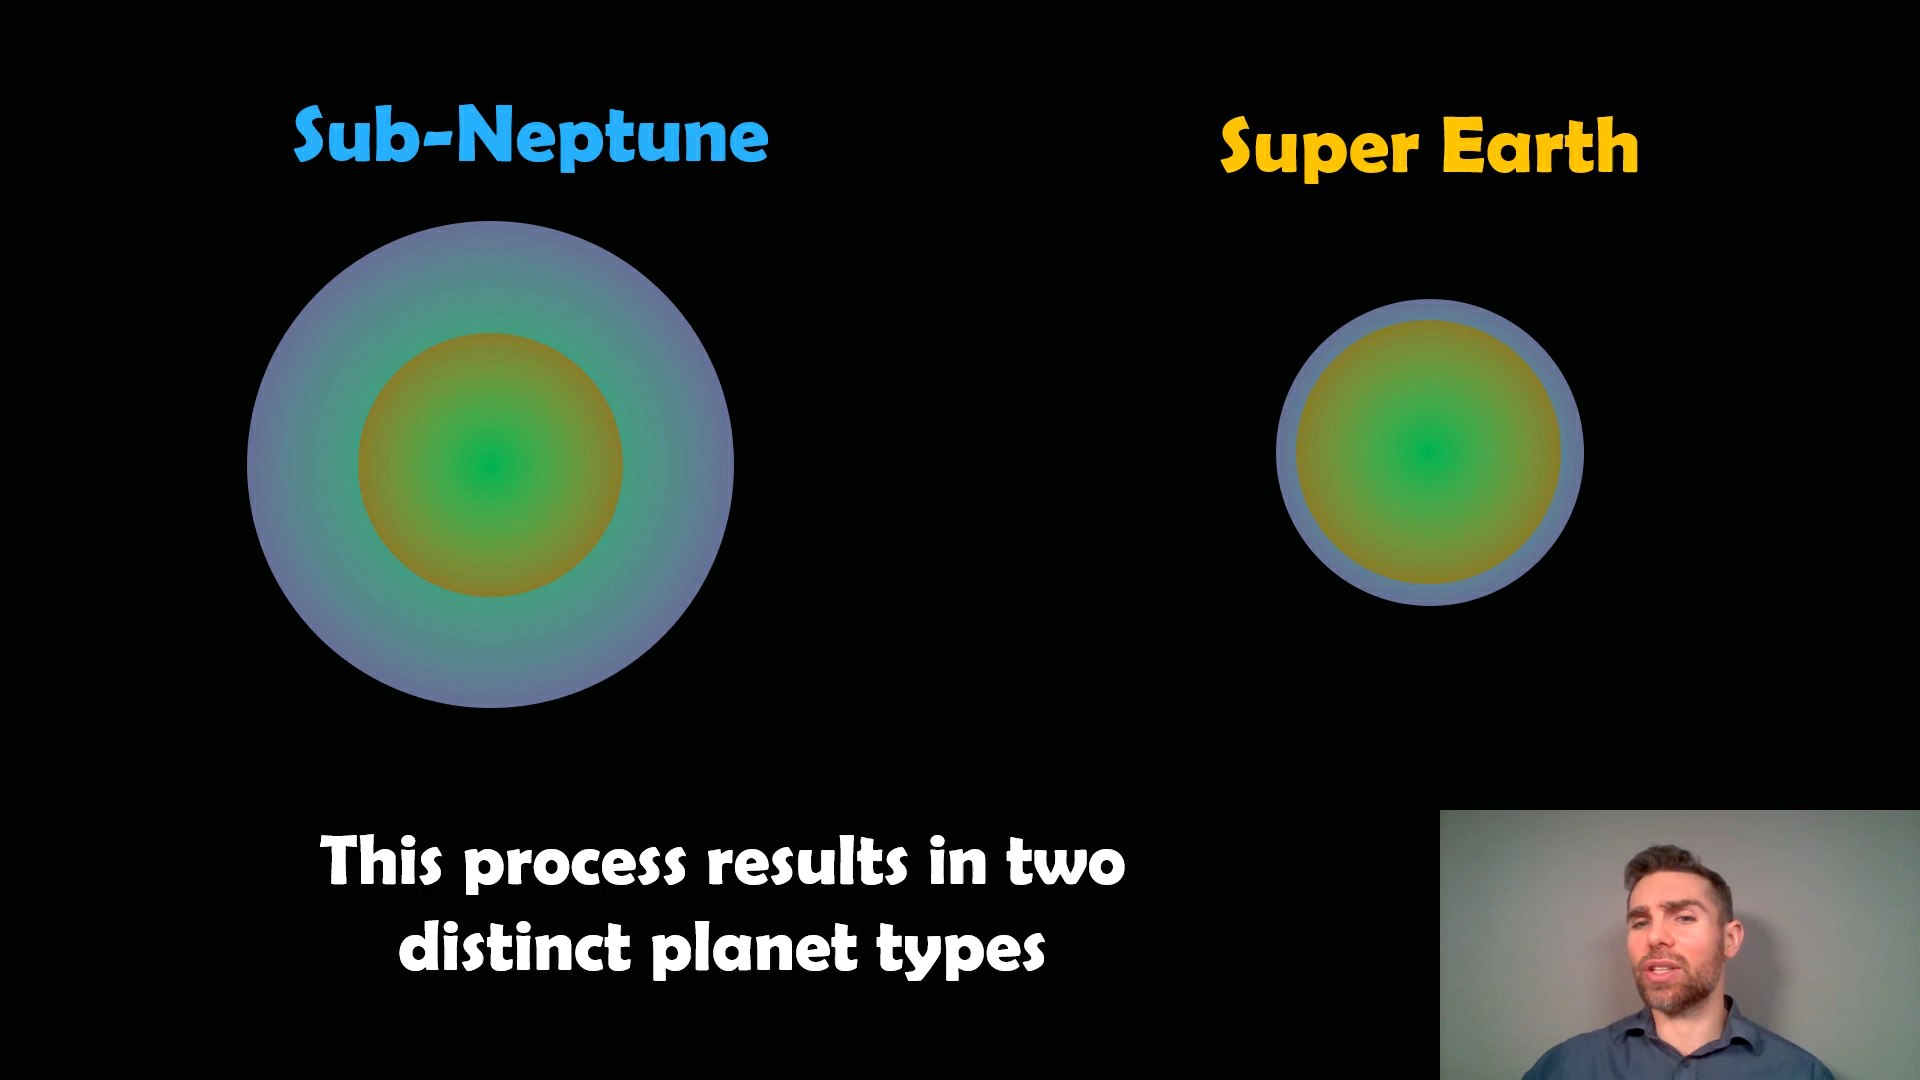 Sub-Neptune
Super Earth
This process results in two
distinct planet types